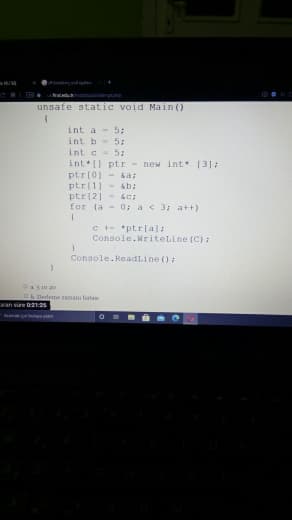 unsafe static void Main()
{
int a = 5;
int b = 5;
int c = 5;
int*[] ptr = new int* [3];
ptr[0] = &a;
ptr[1] = &b;
ptr[2] = &c;
for (a = 0; a < 3; a++)
{
c += *ptr[a];
Console.WriteLine(C);
}
Console.ReadLine();
}
a. 5 10 20
b. Derleme zamanı hatası
alan süre 0:21:25